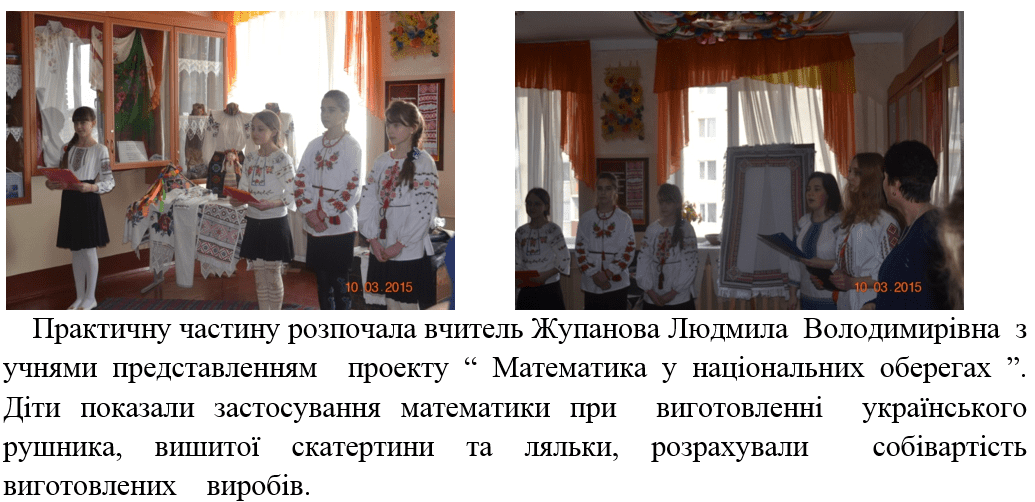 10 03 2015
10 03 2015
Практичну частину розпочала вчитель Жупанова Людмила Володимирівна з
учнями представленням проекту “ Математика у національних оберегах ”.
Діти показали застосування математики при виготовленні українського
рушника, вишитої скатертини та ляльки, розрахували собівартість
виготовлених виробів.